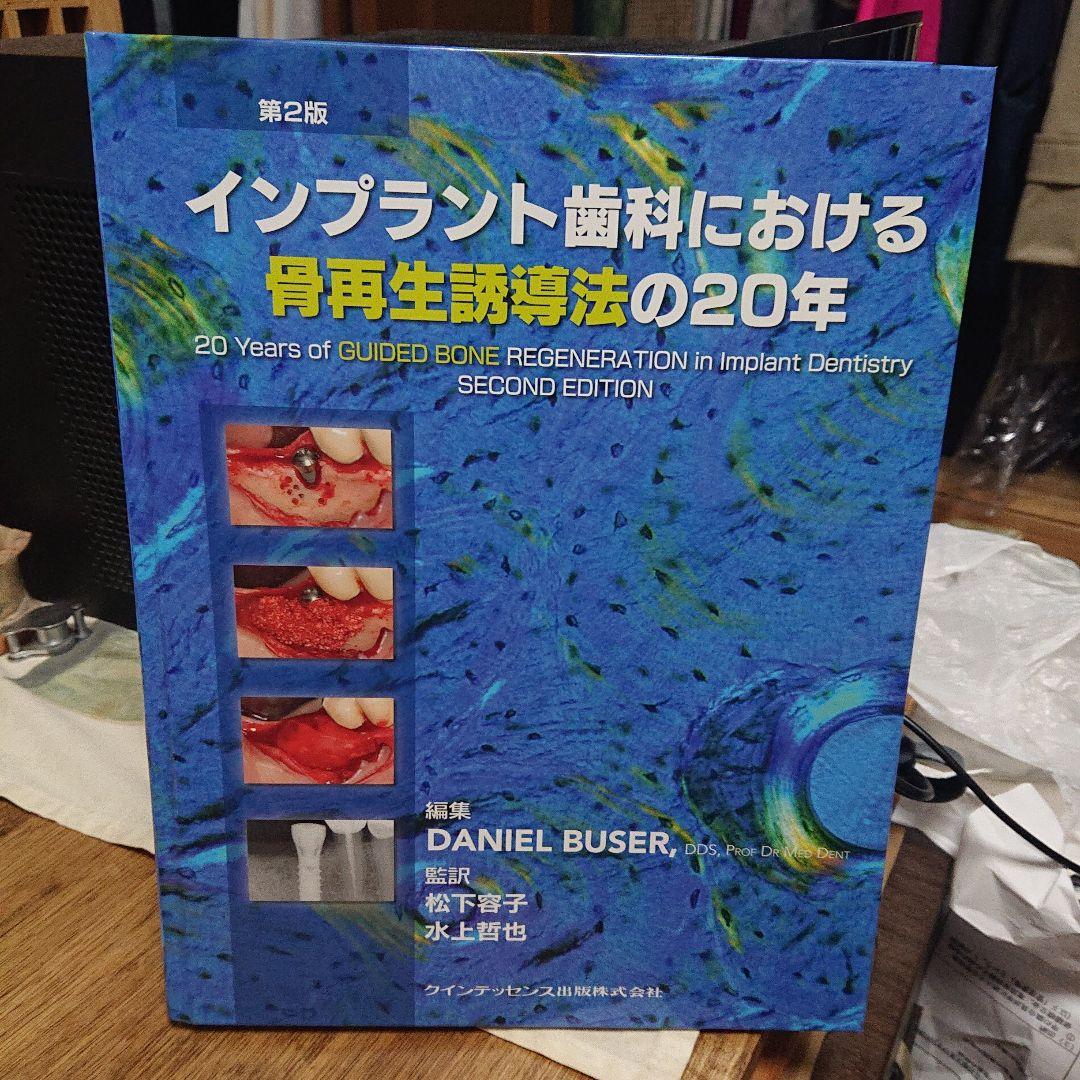 第2版
インプラント歯科における
骨再生誘導法の20年
20 Years of GUIDED BONE REGENERATION in Implant Dentistry
SECOND EDITION
編集
DANIEL BUSER, DDS, PROF DR MED DENT
監訳
松下容子
水上哲也
クインテッセンス出版株式会社